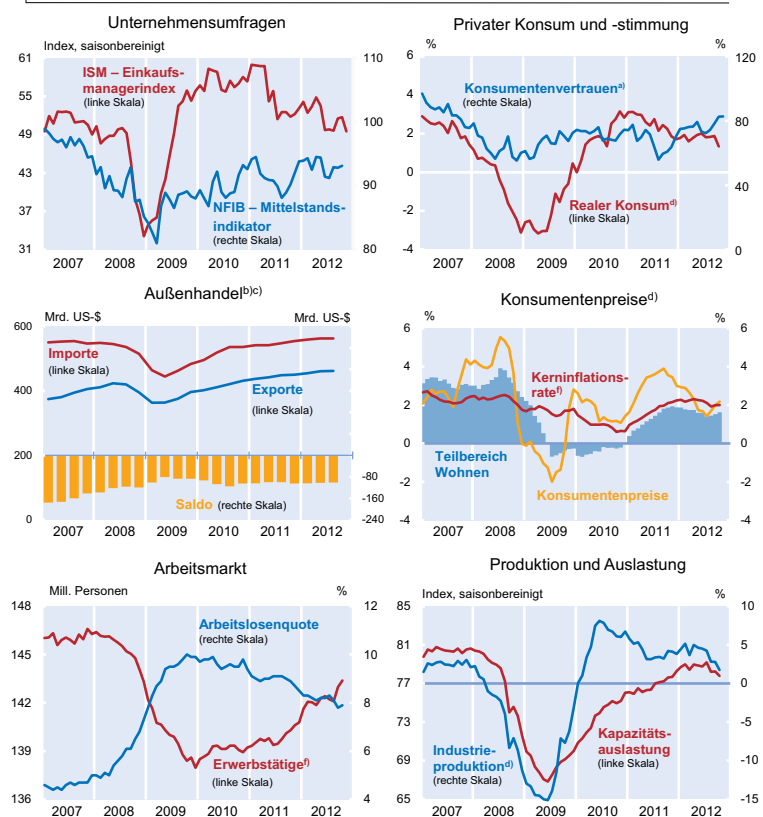 Unternehmensumfragen
Index, saisonbereinigt
61
55
49
43
37
31
110
100
90
80
ISM – Einkaufs-
managerindex
(linke Skala)
NFIB – Mittelstands-
indikator
(rechte Skala)
2007 2008 2009 2010 2011 2012
Privater Konsum und -stimmung
% %
6
4
2
0
-2
-4
120
80
40
0
Konsumentenvertrauen a)
(rechte Skala)
Realer Konsum d)
(linke Skala)
2007 2008 2009 2010 2011 2012
Außenhandel b)c)
Mrd. US-$ Mrd. US-$
600
400
200
0
-80
-160
-240
Importe
(linke Skala)
Exporte
(linke Skala)
Saldo (rechte Skala)
2007 2008 2009 2010 2011 2012
Konsumentenpreise d)
% %
6
4
2
0
-2
-4
6
4
2
0
-2
-4
Kerninflations-
rate f)
Teilbereich
Wohnen
Konsumentenpreise
2007 2008 2009 2010 2011 2012
Arbeitsmarkt
Mill. Personen %
148
145
142
139
136
12
10
8
6
4
Arbeitslosenquote
(rechte Skala)
Erwerbstätige f)
(linke Skala)
2007 2008 2009 2010 2011 2012
Produktion und Auslastung
Index, saisonbereinigt %
85
81
77
73
69
65
10
5
0
-5
-10
-15
Industrie-
produktion d)
(rechte Skala)
Kapazitäts-
auslastung
(linke Skala)
2007 2008 2009 2010 2011 2012